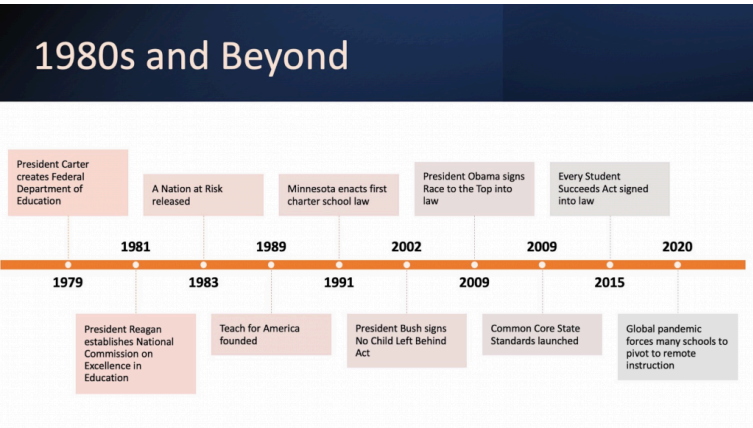 1980s and Beyond
President Carter
creates Federal
Department of
Education
A Nation at Risk
released
Minnesota enacts first
charter school law
President Obama signs
Race to the Top into
law
Every Student
Succeeds Act signed
into law
1981
1989
2002
2009
2020
1979
1983
1991
2009
2015
President Reagan
establishes National
Commission on
Excellence in
Education
Teach for America
founded
President Bush signs
No Child Left Behind
Act
Common Core State
Standards launched
Global pandemic
forces many schools to
pivot to remote
instruction